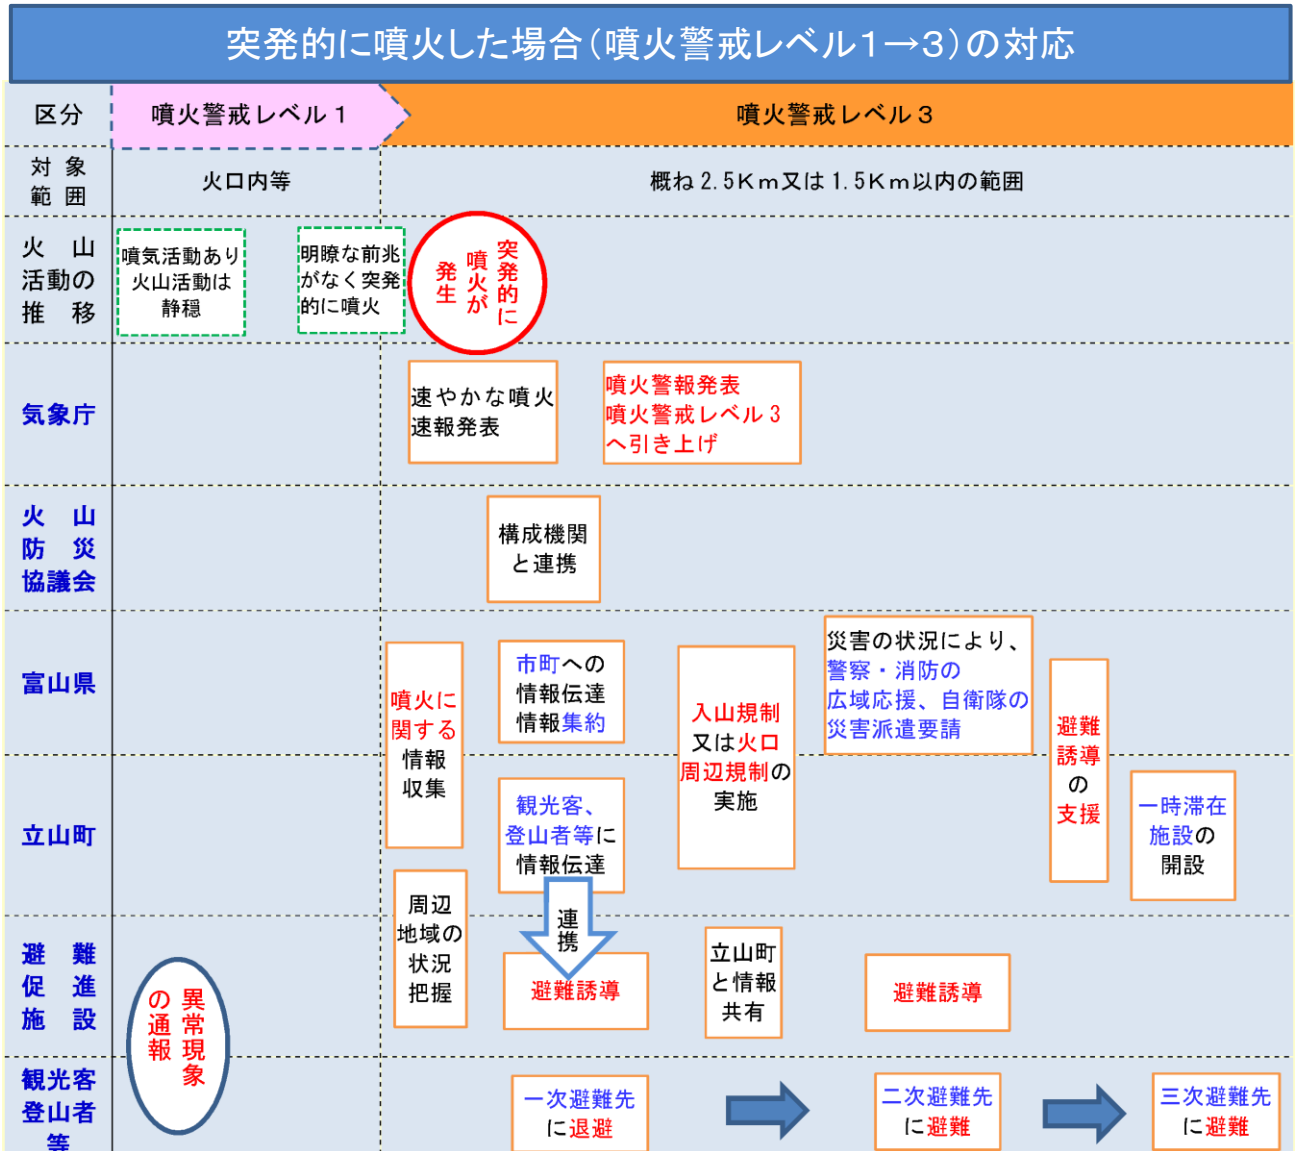 突発的に噴火した場合(噴火警戒レベル1→3)の対応
区分
噴火警戒レベル1
噴火警戒レベル3
対象
範囲
火口内等
概ね2.5Km又は1.5Km以内の範囲
火山
活動の
推移
噴気活動あり
火山活動は
静穏
明瞭な前兆
がなく突発
的に噴火
突発的に
噴火が
発生
気象庁
速やかな噴火
速報発表
噴火警報発表
噴火警戒レベル3
へ引き上げ
火山
防災
協議会
構成機関
と連携
富山県
噴火に
関する
情報
収集
市町への
情報伝達
情報集約
入山規制
又は火口
周辺規制の
実施
災害の状況により、
警察・消防の
広域応援、自衛隊の
災害派遣要請
避難
誘導
の
支援
立山町
観光客、
登山者等に
情報伝達
一時滞在
施設の
開設
周辺
地域の
状況
把握
連携
避難
促進
施設
異常現象
の通報
避難誘導
立山町
と情報
共有
避難誘導
観光客
登山者
等
一次避難先
に退避
二次避難先
に避難
三次避難先
に避難